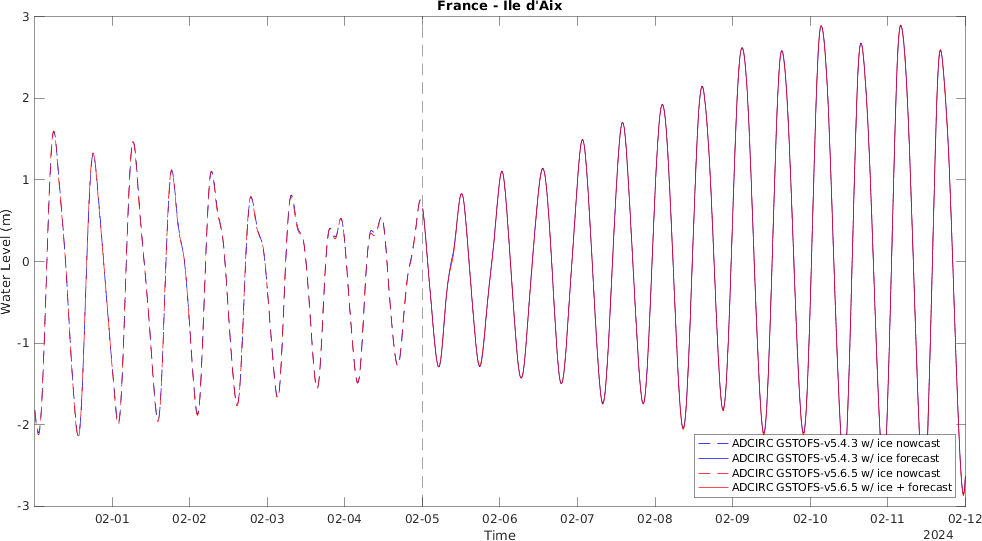 France - Ile d'Aix
3
2
1
0
-1
-2
-3
Water Level (m)
02-01
02-02
02-03
02-04
02-05
02-06
02-07
02-08
02-09
02-10
02-11
02-12
Time
2024
ADCIRC GSTOFS-v5.4.3 w/ ice nowcast
ADCIRC GSTOFS-v5.4.3 w/ ice forecast
ADCIRC GSTOFS-v5.6.5 w/ ice nowcast
ADCIRC GSTOFS-v5.6.5 w/ ice + forecast